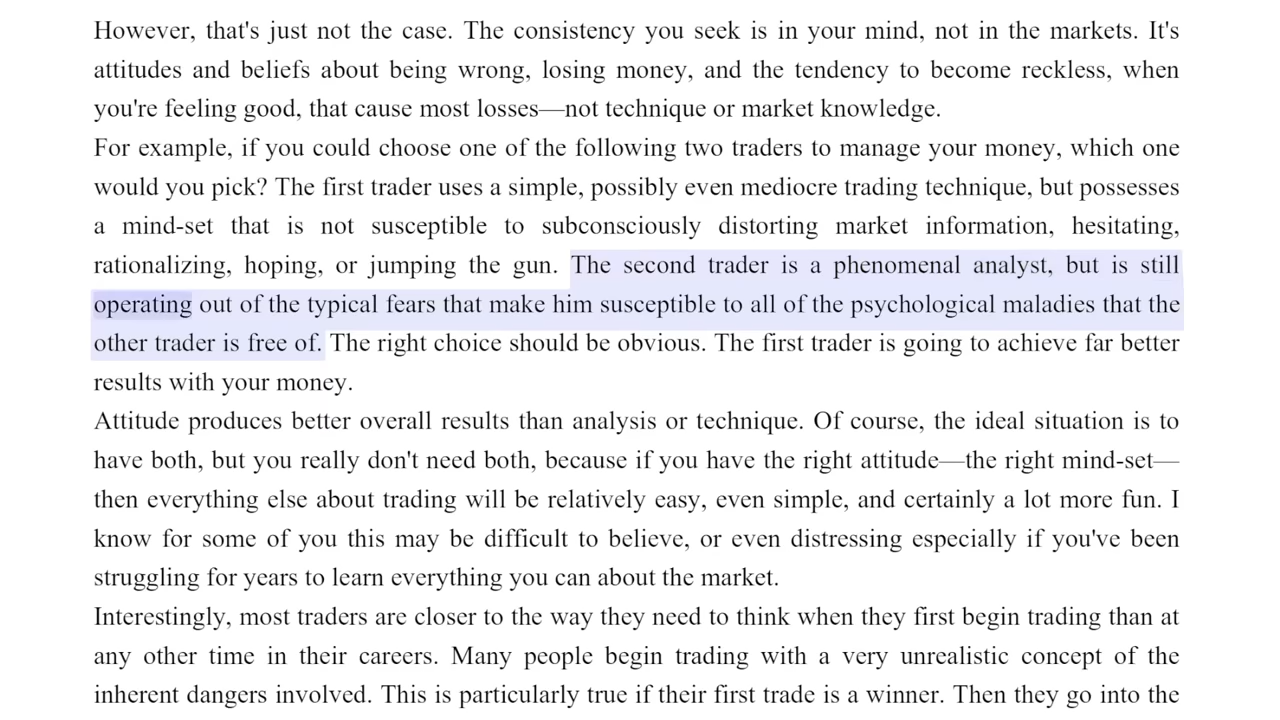 However, that's just not the case. The consistency you seek is in your mind, not in the markets. It's
attitudes and beliefs about being wrong, losing money, and the tendency to become reckless, when
you're feeling good, that cause most losses—not technique or market knowledge.
For example, if you could choose one of the following two traders to manage your money, which one
would you pick? The first trader uses a simple, possibly even mediocre trading technique, but possesses
a mind-set that is not susceptible to subconsciously distorting market information, hesitating,
rationalizing, hoping, or jumping the gun. The second trader is a phenomenal analyst, but is still
operating out of the typical fears that make him susceptible to all of the psychological maladies that the
other trader is free of. The right choice should be obvious. The first trader is going to achieve far better
results with your money.
Attitude produces better overall results than analysis or technique. Of course, the ideal situation is to
have both, but you really don't need both, because if you have the right attitude—the right mind-set—
then everything else about trading will be relatively easy, even simple, and certainly a lot more fun. I
know for some of you this may be difficult to believe, or even distressing especially if you've been
struggling for years to learn everything you can about the market.
Interestingly, most traders are closer to the way they need to think when they first begin trading than at
any other time in their careers. Many people begin trading with a very unrealistic concept of the
inherent dangers involved. This is particularly true if their first trade is a winner. Then they go into the